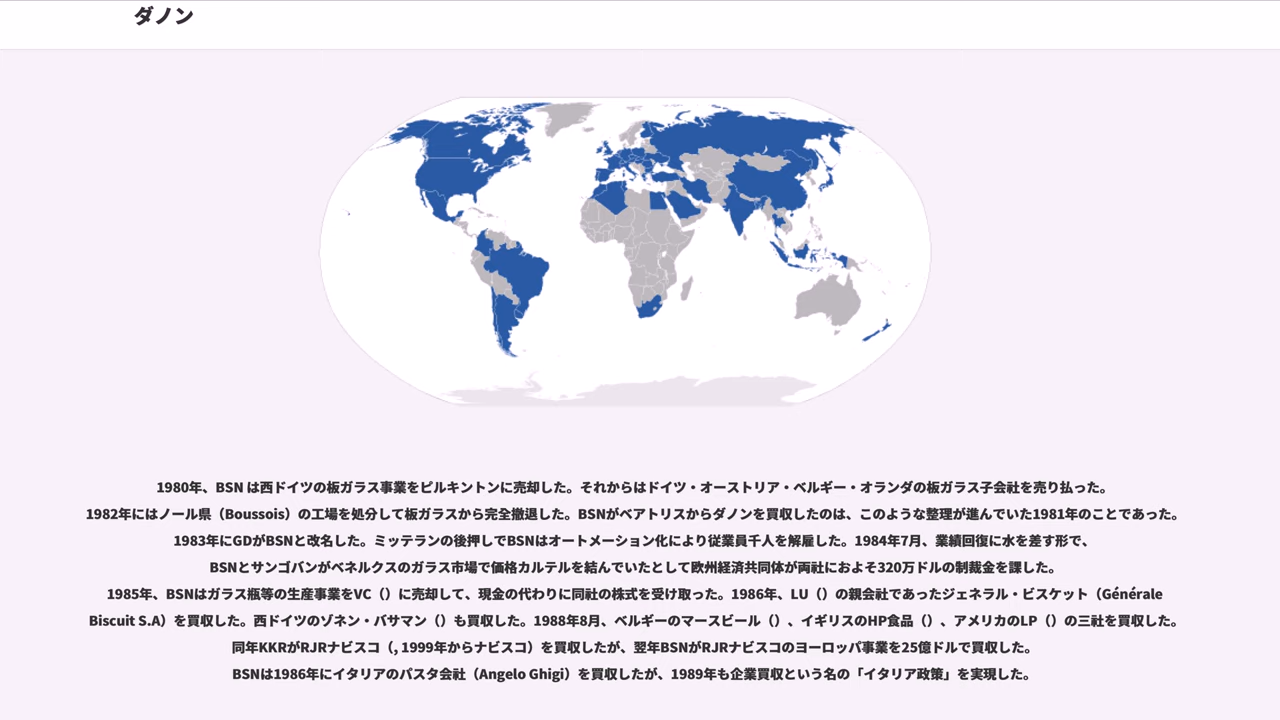 ダノン
1980年、BSN は西ドイツの板ガラス事業をピルキントンに売却した。それからはドイツ・オーストリア・ベルギー・オランダの板ガラス子会社を売り払った。
1982年にはノール県（Boussois）の工場を処分して板ガラスから完全撤退した。BSNがベアトリスからダノンを買収したのは、このような整理が進んでいた1981年のことであった。
1983年にGDがBSNと改名した。ミッテランの後押しでBSNはオートメーション化により従業員千人を解雇した。1984年7月、業績回復に水を差す形で、
BSNとサンゴバンがベネルクスのガラス市場で価格カルテルを結んでいたとして欧州経済共同体が両社におよそ320万ドルの制裁金を課した。
1985年、BSNはガラス瓶等の生産事業をVC（）に売却して、現金の代わりに同社の株式を受け取った。1986年、LU（）の親会社であったジェネラル・ビスケット（Générale
Biscuit S.A）を買収した。西ドイツのゾネン・バサマン（）も買収した。1988年8月、ベルギーのマースビール（）、イギリスのHP食品（）、アメリカのLP（）の三社を買収した。
同年KKRがRJRナビスコ（, 1999年からナビスコ）を買収したが、翌年BSNがRJRナビスコのヨーロッパ事業を25億ドルで買収した。
BSNは1986年にイタリアのパスタ会社（Angelo Ghigi）を買収したが、1989年も企業買収という名の「イタリア政策」を実現した。